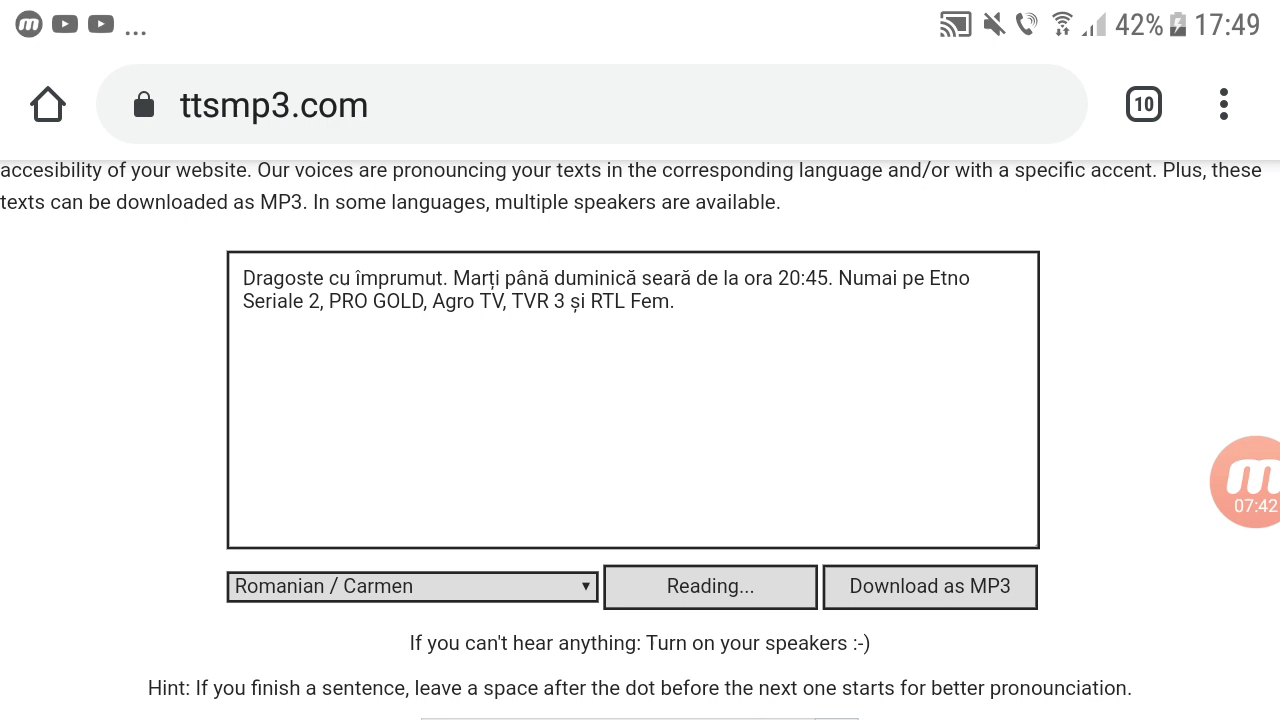 ... 42% 17:49
ttsmp3.com 10
accesibility of your website. Our voices are pronouncing your texts in the corresponding language and/or with a specific accent. Plus, these
texts can be downloaded as MP3. In some languages, multiple speakers are available.
Dragoste cu împrumut. Marți până duminică seară de la ora 20:45. Numai pe Etno
Seriale 2, PRO GOLD, Agro TV, TVR 3 și RTL Fem.
07:42
Romanian / Carmen Reading... Download as MP3
If you can't hear anything: Turn on your speakers :-)
Hint: If you finish a sentence, leave a space after the dot before the next one starts for better pronounciation.